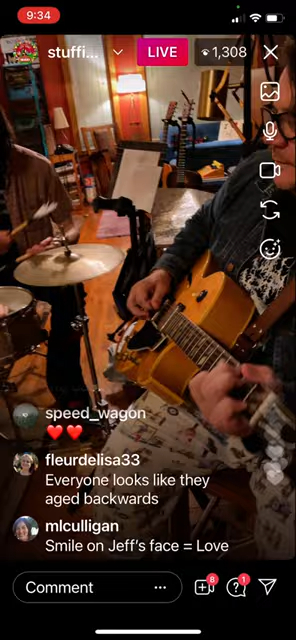 9:34
stuffi...
LIVE
1,308
speed_wagon
❤️❤️
fleurdelisa33
Everyone looks like they
aged backwards
mlculligan
Smile on Jeff's face = Love
Comment
8
1